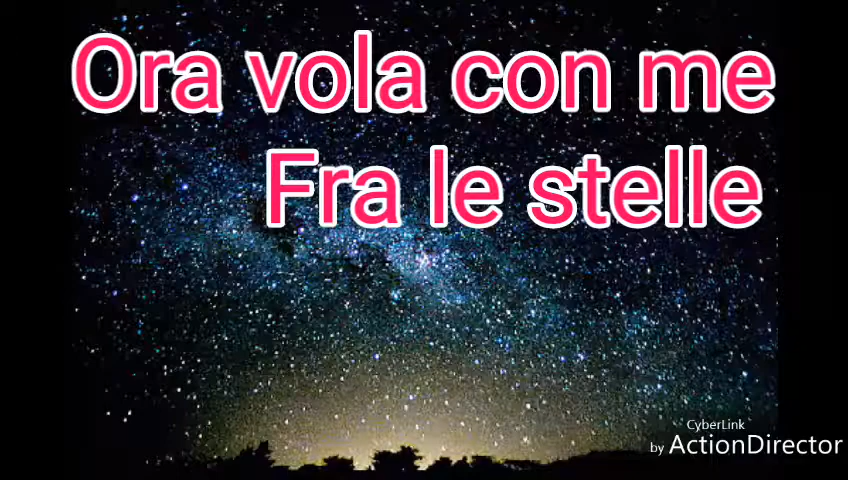 Ora vola con me
Fra le stelle
CyberLink
by ActionDirector